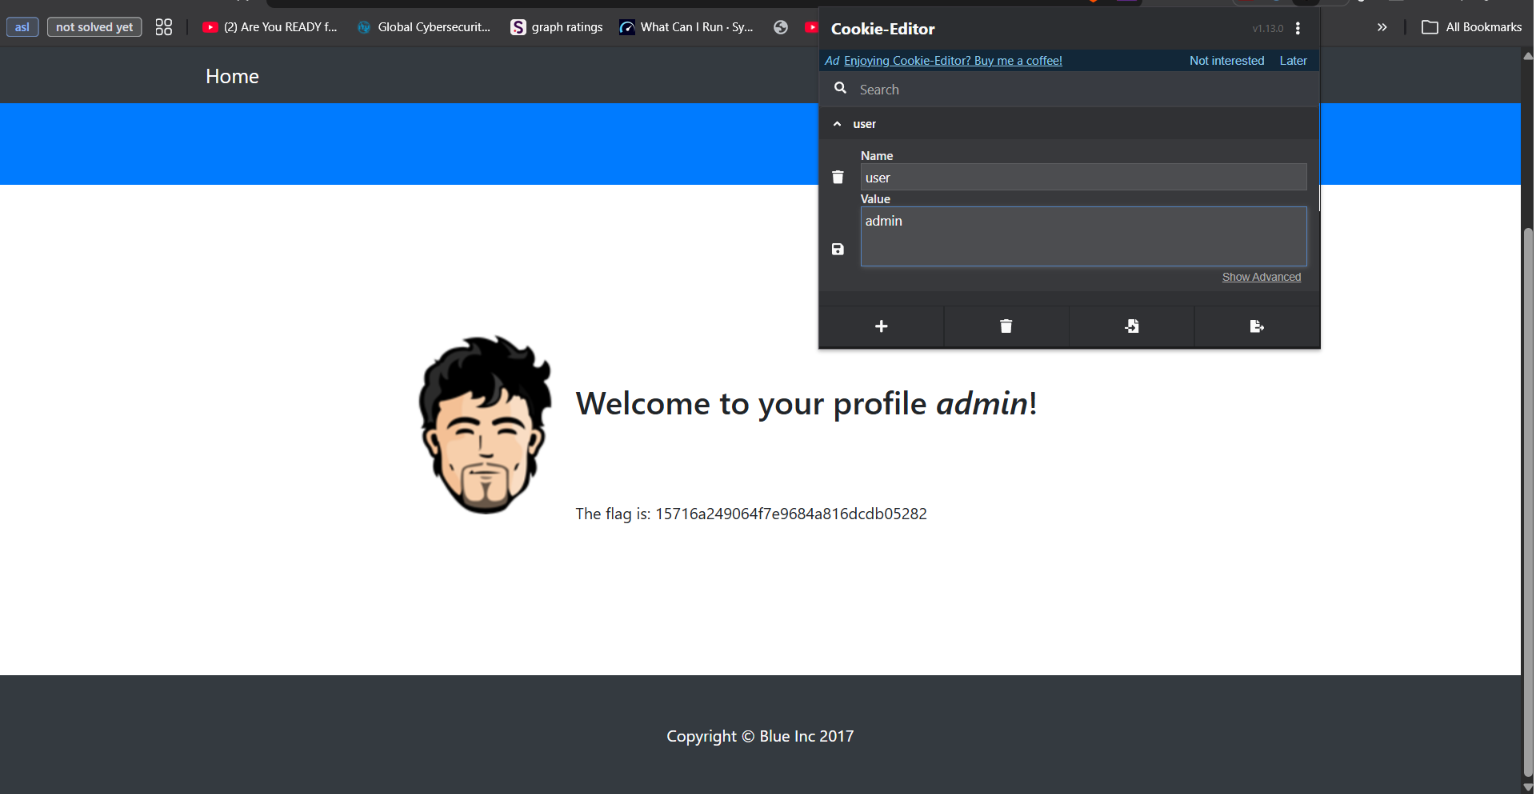 asl not solved yet (2) Are You READY f... Global Cybersecurit... graph ratings What Can I Run · Sy... » All Bookmarks
Home
Cookie-Editor v1.13.0
Ad Enjoying Cookie-Editor? Buy me a coffee! Not interested Later
Search
user
Name
user
Value
admin
Show Advanced
Welcome to your profile admin!
The flag is: 15716a249064f7e9684a816dcdb05282
Copyright © Blue Inc 2017